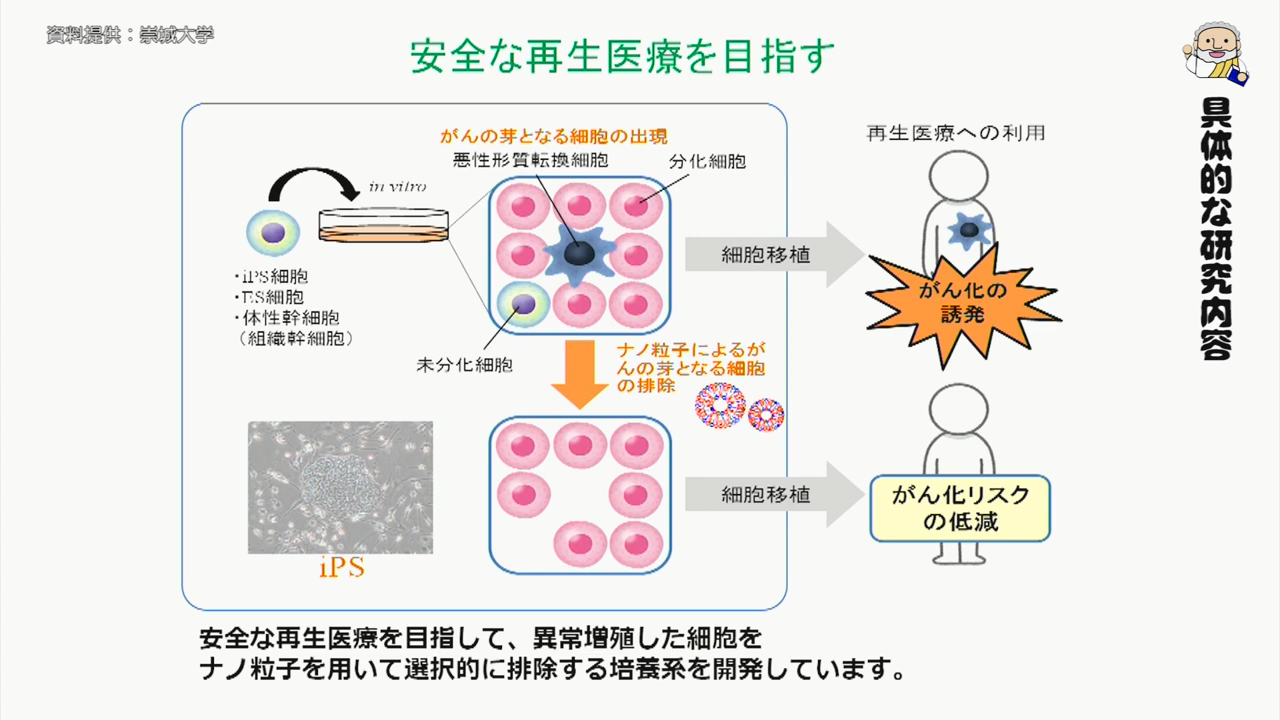 資料提供：崇城大学
安全な再生医療を目指す
具体的な研究内容
がんの芽となる細胞の出現
悪性形質転換細胞
分化細胞
in vitro
・iPS細胞
・ES細胞
・体性幹細胞
（組織幹細胞）
未分化細胞
細胞移植
再生医療への利用
がん化の
誘発
ナノ粒子によるが
んの芽となる細胞
の排除
iPS
細胞移植
がん化リスク
の低減
安全な再生医療を目指して、異常増殖した細胞を
ナノ粒子を用いて選択的に排除する培養系を開発しています。